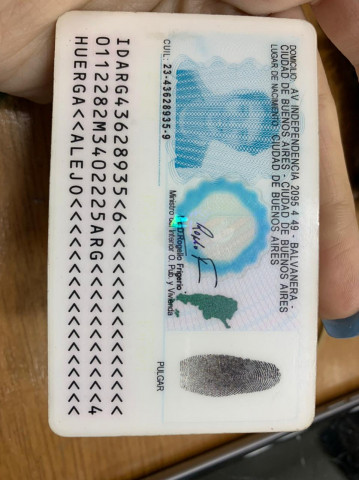 DOMICILIO: AV INDEPENDENCIA 2095 4 49 - BALVANERA -
CIUDAD DE BUENOS AIRES - CIUDAD DE BUENOS AIRES
LUGAR DE NACIMIENTO: CIUDAD DE BUENOS AIRES
CUIL: 23-43628935-9
Rogelio Frigerio
Ministro del Interior O. Pub. y Vivienda
PULGAR
IDARG43628935<6<<<<<<<<<<<<<<<
0112282M3402225ARG<<<<<<<<<<<4
HUERGA<<ALEJO<<<<<<<<<<<<<<<<<